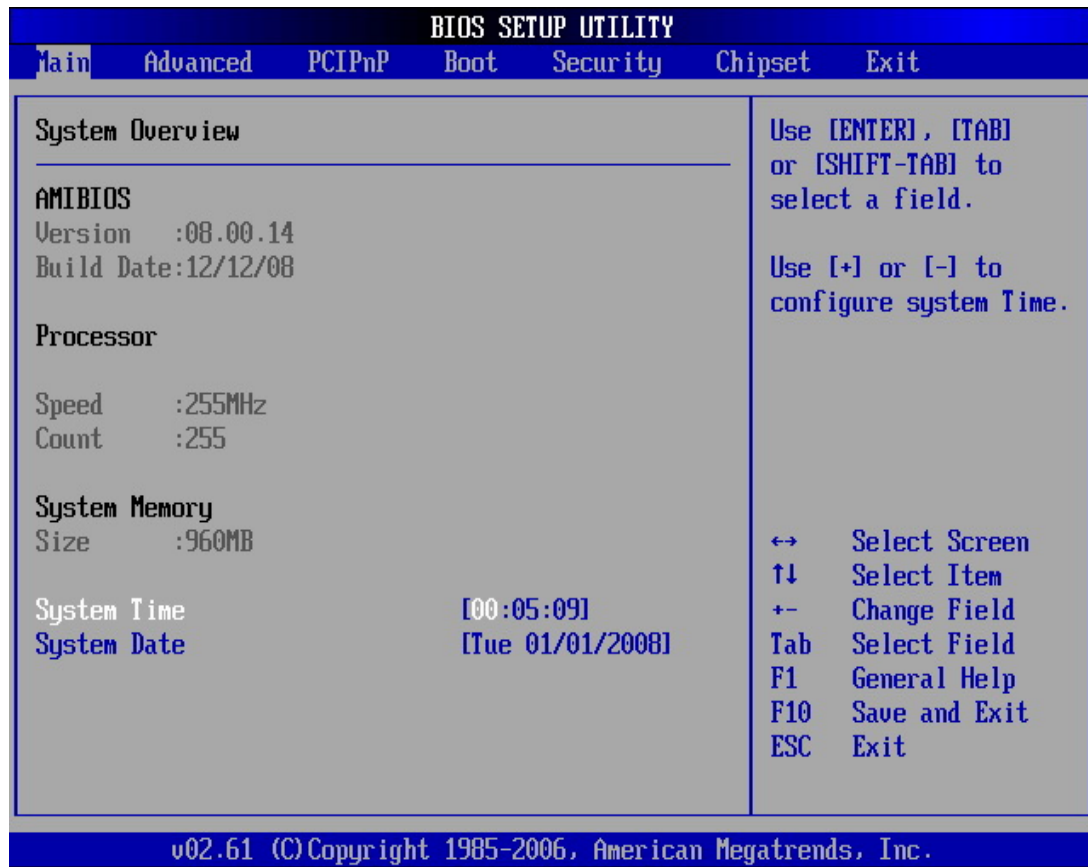 BIOS SETUP UTILITY
Main Advanced PCIPnP Boot Security Chipset Exit
System Overview
AMIBIOS
Version :08.00.14
Build Date:12/12/08
Processor
Speed :255MHz
Count :255
System Memory
Size :960MB
System Time [00:05:09]
System Date [Tue 01/01/2008]
Use [ENTER], [TAB]
or [SHIFT-TAB] to
select a field.
Use [+] or [-] to
configure system Time.
←→ Select Screen
↑↓ Select Item
+- Change Field
Tab Select Field
F1 General Help
F10 Save and Exit
ESC Exit
v02.61 (C)Copyright 1985-2006, American Megatrends, Inc.